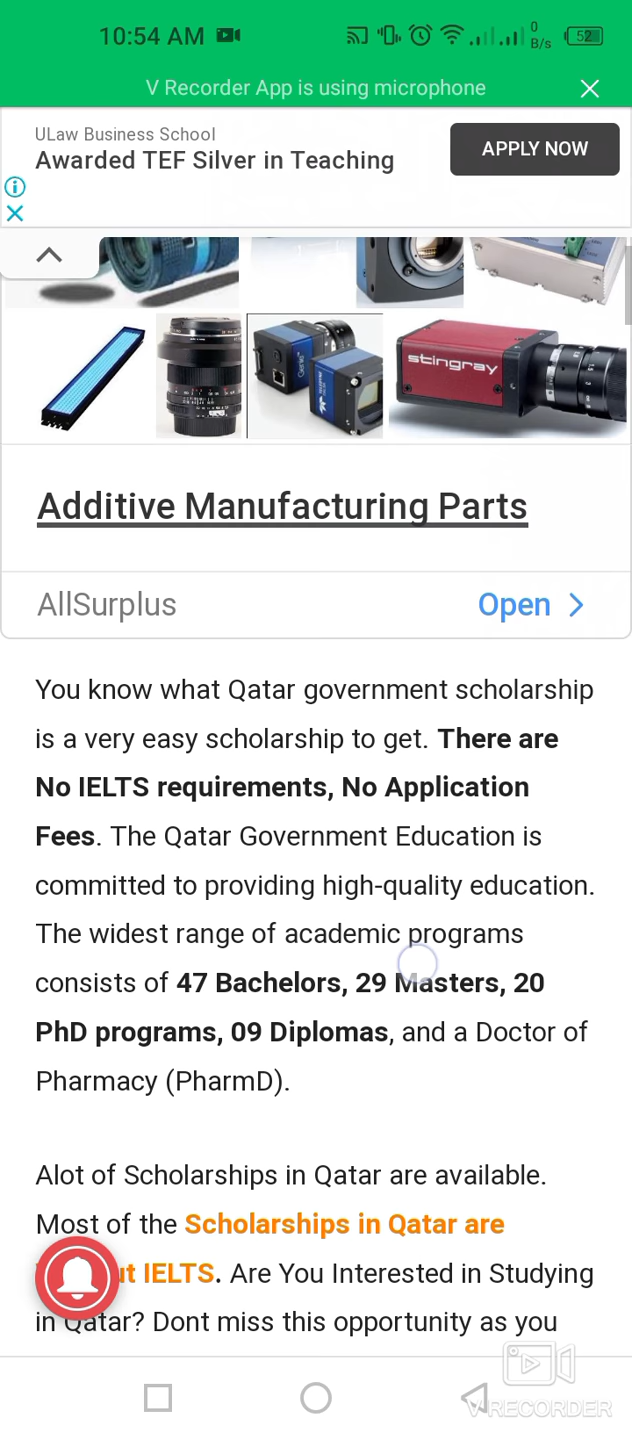 10:54 AM
0
B/s
52
V Recorder App is using microphone
ULaw Business School
Awarded TEF Silver in Teaching
APPLY NOW
stingray
Genie
Additive Manufacturing Parts
AllSurplus
Open
You know what Qatar government scholarship
is a very easy scholarship to get. There are
No IELTS requirements, No Application
Fees. The Qatar Government Education is
committed to providing high-quality education.
The widest range of academic programs
consists of 47 Bachelors, 29 Masters, 20
PhD programs, 09 Diplomas, and a Doctor of
Pharmacy (PharmD).
Alot of Scholarships in Qatar are available.
Most of the Scholarships in Qatar are
ut IELTS. Are You Interested in Studying
in Qatar? Dont miss this opportunity as you
V RECORDER